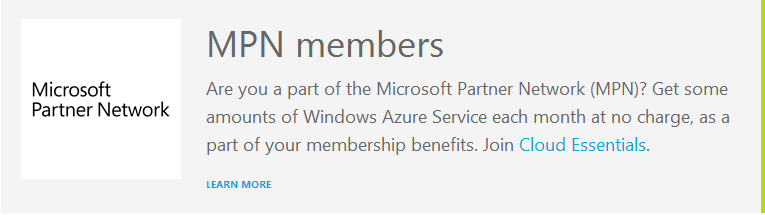 Microsoft
Partner Network
MPN members
Are you a part of the Microsoft Partner Network (MPN)? Get some
amounts of Windows Azure Service each month at no charge, as a
part of your membership benefits. Join Cloud Essentials.
LEARN MORE